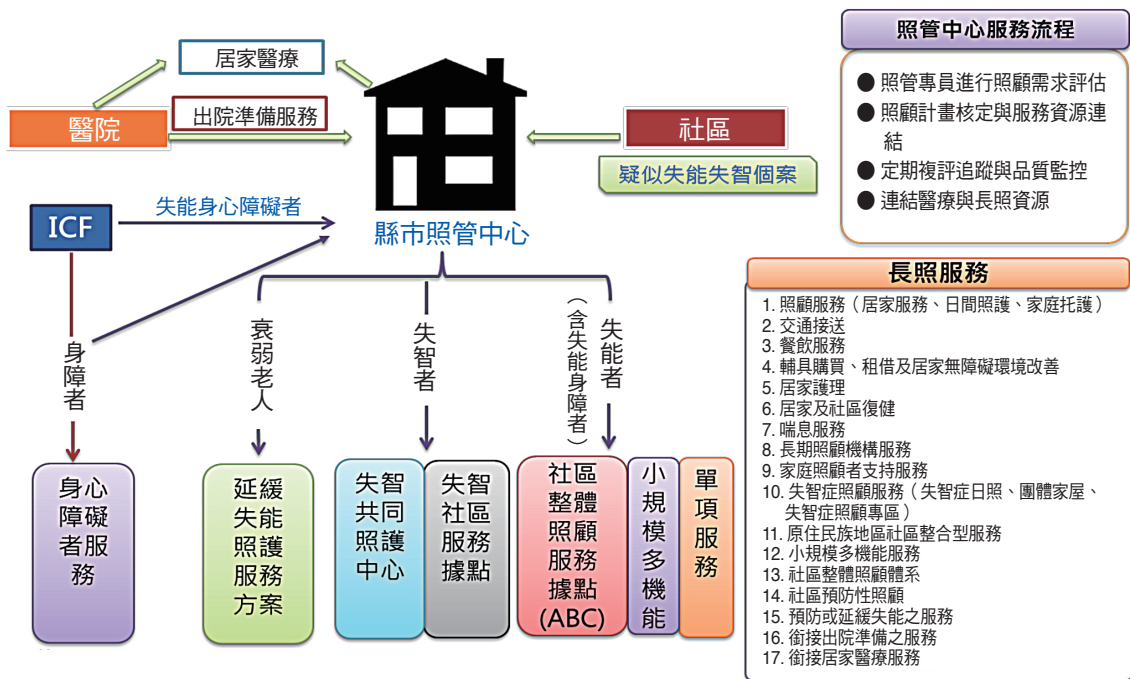 居家醫療
出院準備服務
醫院
社區
疑似失能失智個案
ICF
失能身心障礙者
縣市照管中心
身障者
衰弱老人
失智者
失能者
（含失能身障者）
身心
障礙
者服
務
延緩
失能
照護
服務
方案
失智
共同
照護
中心
失智
社區
服務
據點
社區
整體
照顧
服務
據點
(ABC)
小規模多機能
單項服務
照管中心服務流程
● 照管專員進行照顧需求評估
● 照顧計畫核定與服務資源連
結
● 定期複評追蹤與品質監控
● 連結醫療與長照資源
長照服務
1. 照顧服務（居家服務、日間照護、家庭托護）
2. 交通接送
3. 餐飲服務
4. 輔具購買、租借及居家無障礙環境改善
5. 居家護理
6. 居家及社區復健
7. 喘息服務
8. 長期照顧機構服務
9. 家庭照顧者支持服務
10. 失智症照顧服務（失智症日照、團體家屋、
失智症照顧專區）
11. 原住民族地區社區整合型服務
12. 小規模多機能服務
13. 社區整體照顧體系
14. 社區預防性照顧
15. 預防或延緩失能之服務
16. 銜接出院準備之服務
17. 銜接居家醫療服務